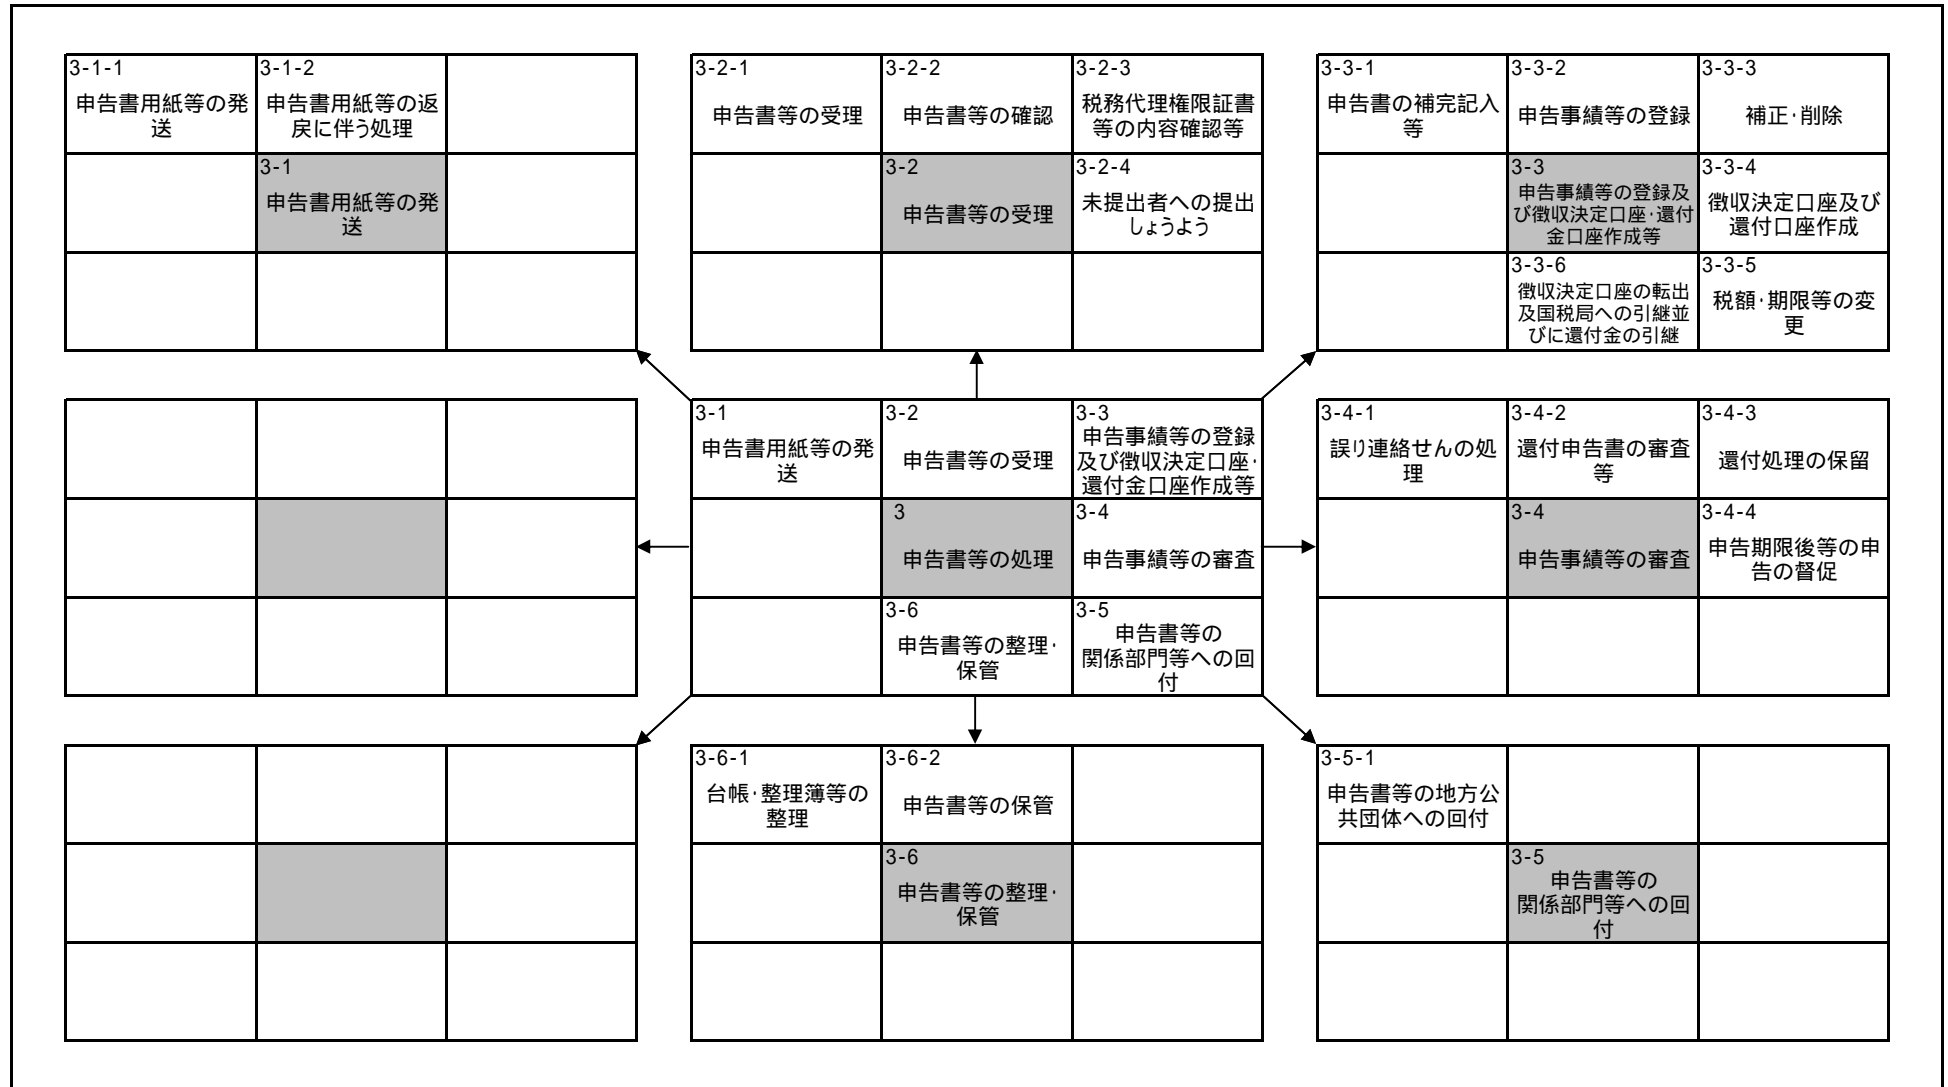 3-1-1
申告書用紙等の発
送
3-1-2
申告書用紙等の返
戻に伴う処理
3-1
申告書用紙等の発
送
3-2-1
申告書等の受理
3-2-2
申告書等の確認
3-2-3
税務代理権限証書
等の内容確認等
3-2
申告書等の受理
3-2-4
未提出者への提出
しょうよう
3-3-1
申告書の補完記入
等
3-3-2
申告事績等の登録
3-3-3
補正・削除
3-3
申告事績等の登録及
び徴収決定口座・還付
金口座作成等
3-3-4
徴収決定口座及び
還付口座作成
3-3-6
徴収決定口座の転出
及国税局への引継並
びに還付金の引継
3-3-5
税額・期限等の変
更
3-1
申告書用紙等の発
送
3-2
申告書等の受理
3-3
申告事績等の登録
及び徴収決定口座・
還付金口座作成等
3
申告書等の処理
3-4
申告事績等の審査
3-6
申告書等の整理・
保管
3-5
申告書等の
関係部門等への回
付
3-4-1
誤り連絡せんの処
理
3-4-2
還付申告書の審査
等
3-4-3
還付処理の保留
3-4
申告事績等の審査
3-4-4
申告期限後等の申
告の督促
3-6-1
台帳・整理簿等の
整理
3-6-2
申告書等の保管
3-6
申告書等の整理・
保管
3-5-1
申告書等の地方公
共団体への回付
3-5
申告書等の
関係部門等への回
付